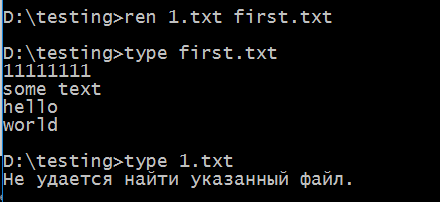 D:\testing>ren 1.txt first.txt
D:\testing>type first.txt
11111111
some text
hello
world
D:\testing>type 1.txt
Не удается найти указанный файл.